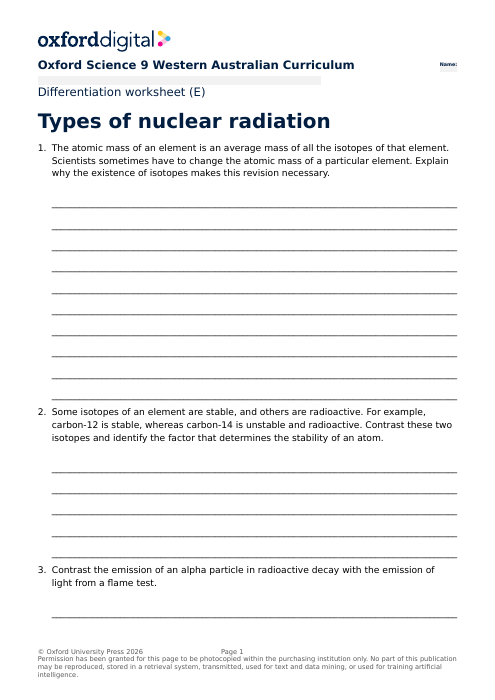 oxforddigital
Oxford Science 9 Western Australian Curriculum
Name:
Differentiation worksheet (E)
Types of nuclear radiation
1. The atomic mass of an element is an average mass of all the isotopes of that element.
Scientists sometimes have to change the atomic mass of a particular element. Explain
why the existence of isotopes makes this revision necessary.
2. Some isotopes of an element are stable, and others are radioactive. For example,
carbon-12 is stable, whereas carbon-14 is unstable and radioactive. Contrast these two
isotopes and identify the factor that determines the stability of an atom.
3. Contrast the emission of an alpha particle in radioactive decay with the emission of
light from a flame test.
© Oxford University Press 2026 Page 1
Permission has been granted for this page to be photocopied within the purchasing institution only. No part of this publication
may be reproduced, stored in a retrieval system, transmitted, used for text and data mining, or used for training artificial
intelligence.